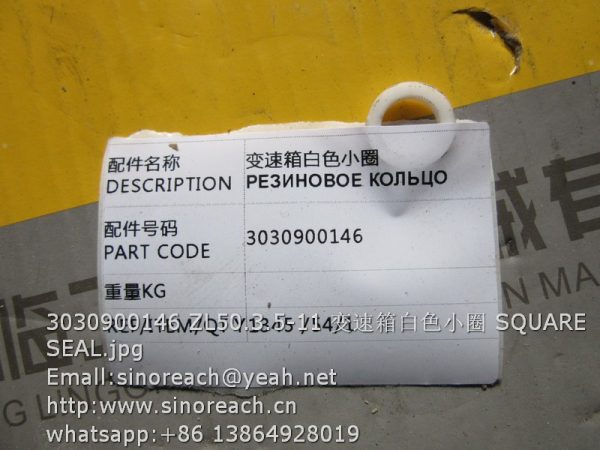 配件名称 变速箱白色小圈
DESCRIPTION РЕЗИНОВОЕ КОЛЬЦО
配件号码
PART CODE 3030900146
重量KG
3030900146 ZL50.3.5-11 变速箱白色小圈 SQUARE
SEAL.jpg
Email:sinoreach@yeah.net
http:www.sinoreach.cn
whatsapp:+86 13864928019